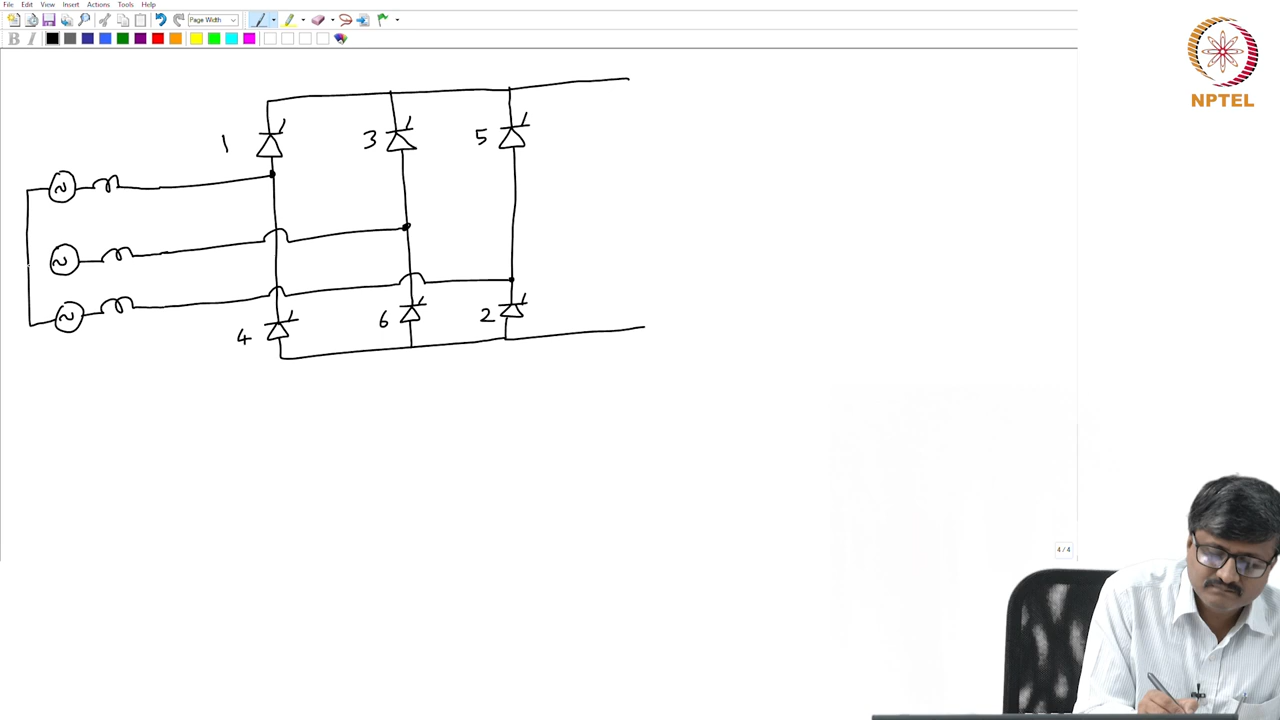 File Edit View Insert Actions Tools Help
Page Width
B I
NPTEL
1 3 5
4 6 2
4 / 4